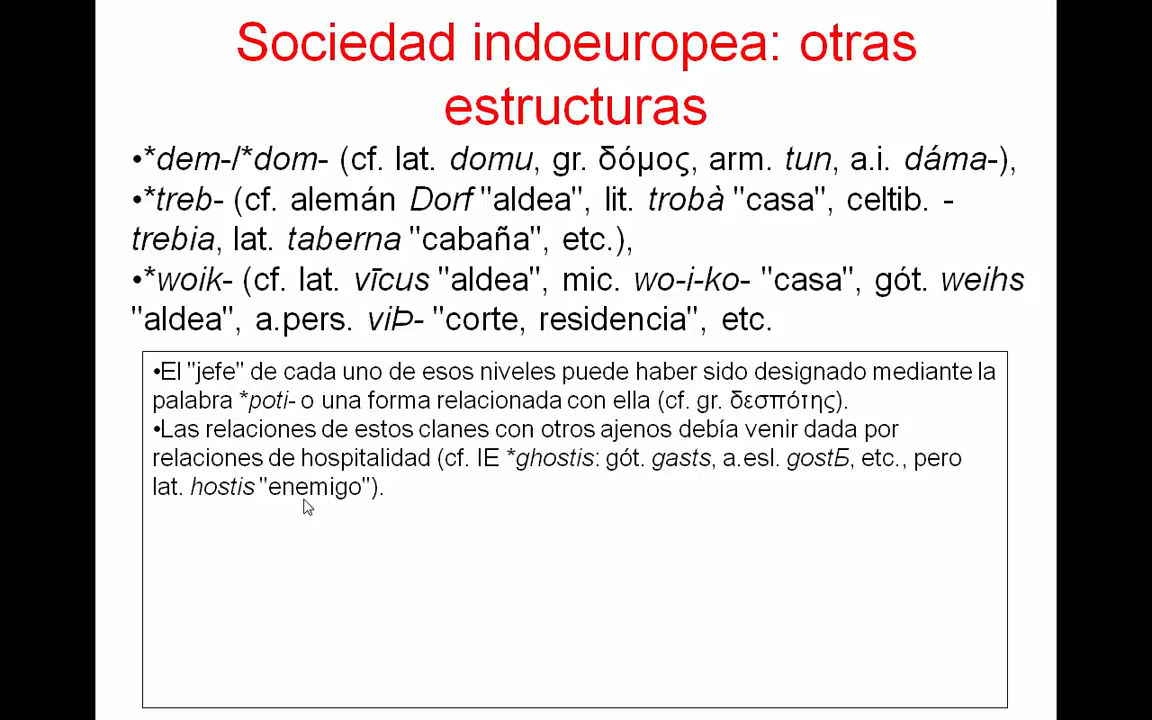 Sociedad indoeuropea: otras
estructuras
•*dem-/*dom- (cf. lat. domu, gr. δόμος, arm. tun, a.i. dáma-),
•*treb- (cf. alemán Dorf "aldea", lit. trobà "casa", celtib. -
trebia, lat. taberna "cabaña", etc.),
•*woik- (cf. lat. vīcus "aldea", mic. wo-i-ko- "casa", gót. weihs
"aldea", a.pers. viÞ- "corte, residencia", etc.
•El "jefe" de cada uno de esos niveles puede haber sido designado mediante la
palabra *poti- o una forma relacionada con ella (cf. gr. δεσπότης).
•Las relaciones de estos clanes con otros ajenos debía venir dada por
relaciones de hospitalidad (cf. IE *ghostis: gót. gasts, a.esl. gostБ, etc., pero
lat. hostis "enemigo").